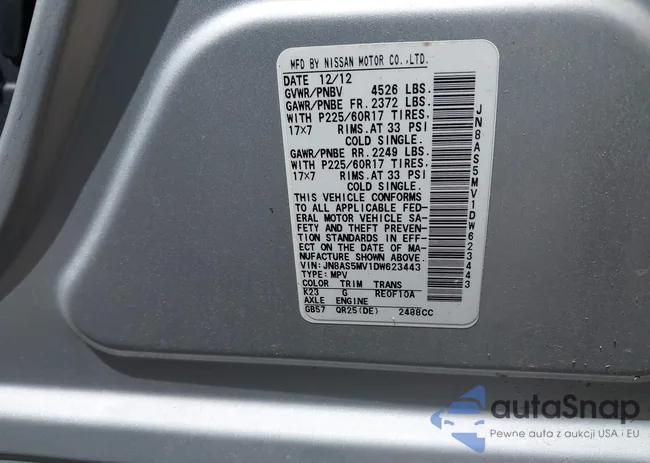 MFD BY NISSAN MOTOR CO.,LTD.
DATE 12/12
GVWR/PNBV 4526 LBS.
GAWR/PNBE FR. 2372 LBS.
WITH P225/60R17 TIRES,
17x7 RIMS.AT 33 PSI
COLD SINGLE.
GAWR/PNBE RR. 2249 LBS.
WITH P225/60R17 TIRES,
17x7 RIMS.AT 33 PSI
COLD SINGLE.
THIS VEHICLE CONFORMS
TO ALL APPLICABLE FED-
ERAL MOTOR VEHICLE SA-
FETY AND THEFT PREVEN-
TION STANDARDS IN EFF-
ECT ON THE DATE OF MA-
NUFACTURE SHOWN ABOVE.
VIN:JN8AS5MV1DW623443
TYPE:MPV
COLOR TRIM TRANS
K23 G RE0F10A
AXLE ENGINE
GB57 QR25(DE) 2488CC
JN8AS5MV1DW623443
autaSnap
Pewne auta z aukcji USA i EU